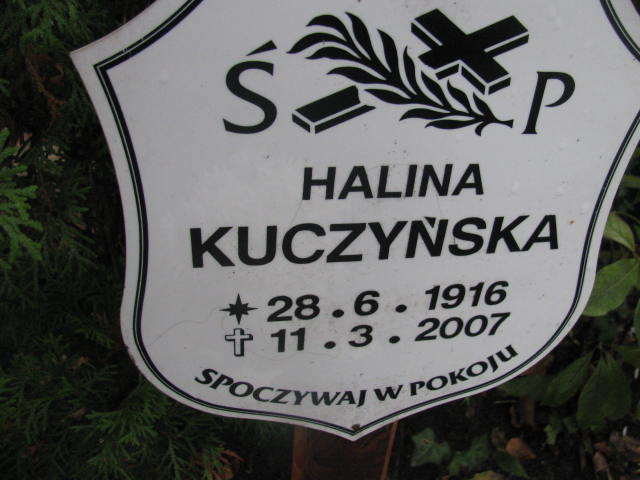 Ś P
HALINA
KUCZYŃSKA
28.6.1916
11.3.2007
SPOCZYWAJ W POKOJU